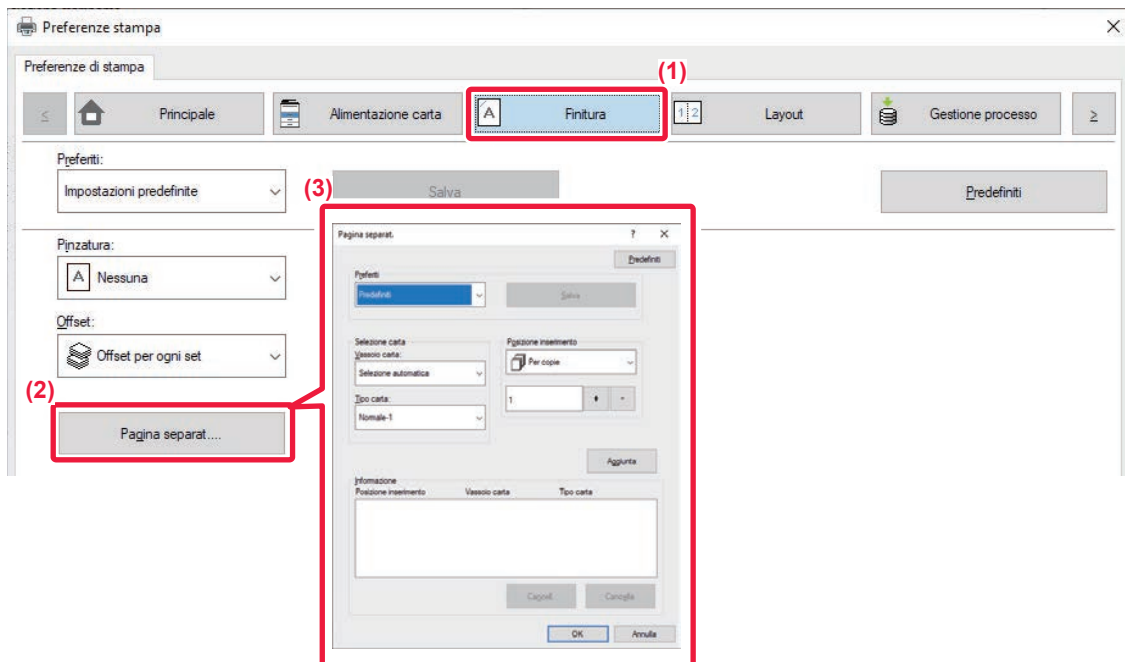 Preferenze stampa
Preferenze di stampa
(1)
≤ Principale Alimentazione carta A Finitura 1 2 Layout Gestione processo ≥
Preferiti:
Impostazioni predefinite
(3)
Salva
Predefiniti
Pagina separat. ? ×
Predefiniti
Preferiti
Predefiniti
Salva
Pinzatura:
A Nessuna
Offset:
Offset per ogni set
Selezione carta
Vassoio carta:
Selezione automatica
Tipo carta:
Normale-1
Posizione inserimento
Per copie
1 + -
Aggiunta
(2)
Pagina separat....
Informazione
Posizione inserimento Vassoio carta Tipo carta
Cancella
OK Annulla